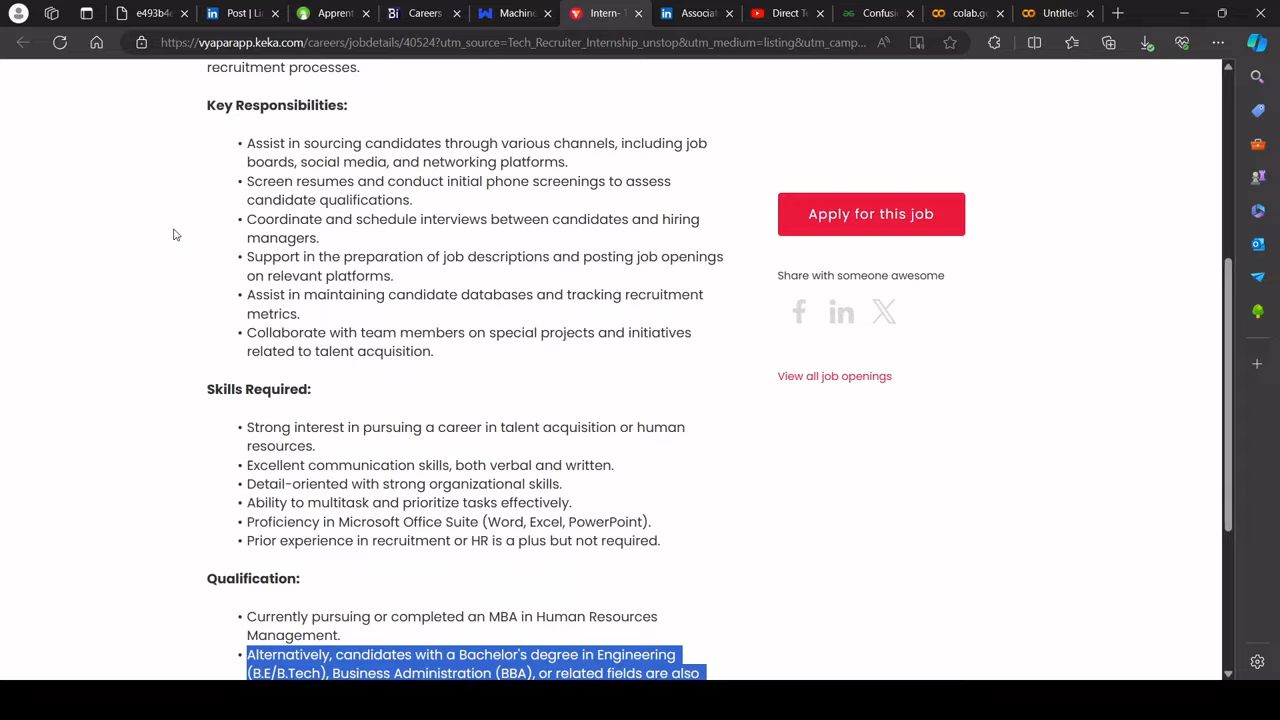 e493b4e
Post | Li
Apprent
Careers
Machine
Intern- T
Associa
Direct T
Confusi
colab.go
Untitled
https://vyaparapp.keka.com/careers/jobdetails/40524?utm_source=Tech_Recruiter_Internship_unstop&utm_medium=listing&utm_camp...
recruitment processes.
Key Responsibilities:
• Assist in sourcing candidates through various channels, including job
boards, social media, and networking platforms.
• Screen resumes and conduct initial phone screenings to assess
candidate qualifications.
• Coordinate and schedule interviews between candidates and hiring
managers.
• Support in the preparation of job descriptions and posting job openings
on relevant platforms.
• Assist in maintaining candidate databases and tracking recruitment
metrics.
• Collaborate with team members on special projects and initiatives
related to talent acquisition.
Skills Required:
• Strong interest in pursuing a career in talent acquisition or human
resources.
• Excellent communication skills, both verbal and written.
• Detail-oriented with strong organizational skills.
• Ability to multitask and prioritize tasks effectively.
• Proficiency in Microsoft Office Suite (Word, Excel, PowerPoint).
• Prior experience in recruitment or HR is a plus but not required.
Qualification:
• Currently pursuing or completed an MBA in Human Resources
Management.
• Alternatively, candidates with a Bachelor's degree in Engineering
(B.E/B.Tech), Business Administration (BBA), or related fields are also
Apply for this job
Share with someone awesome
View all job openings